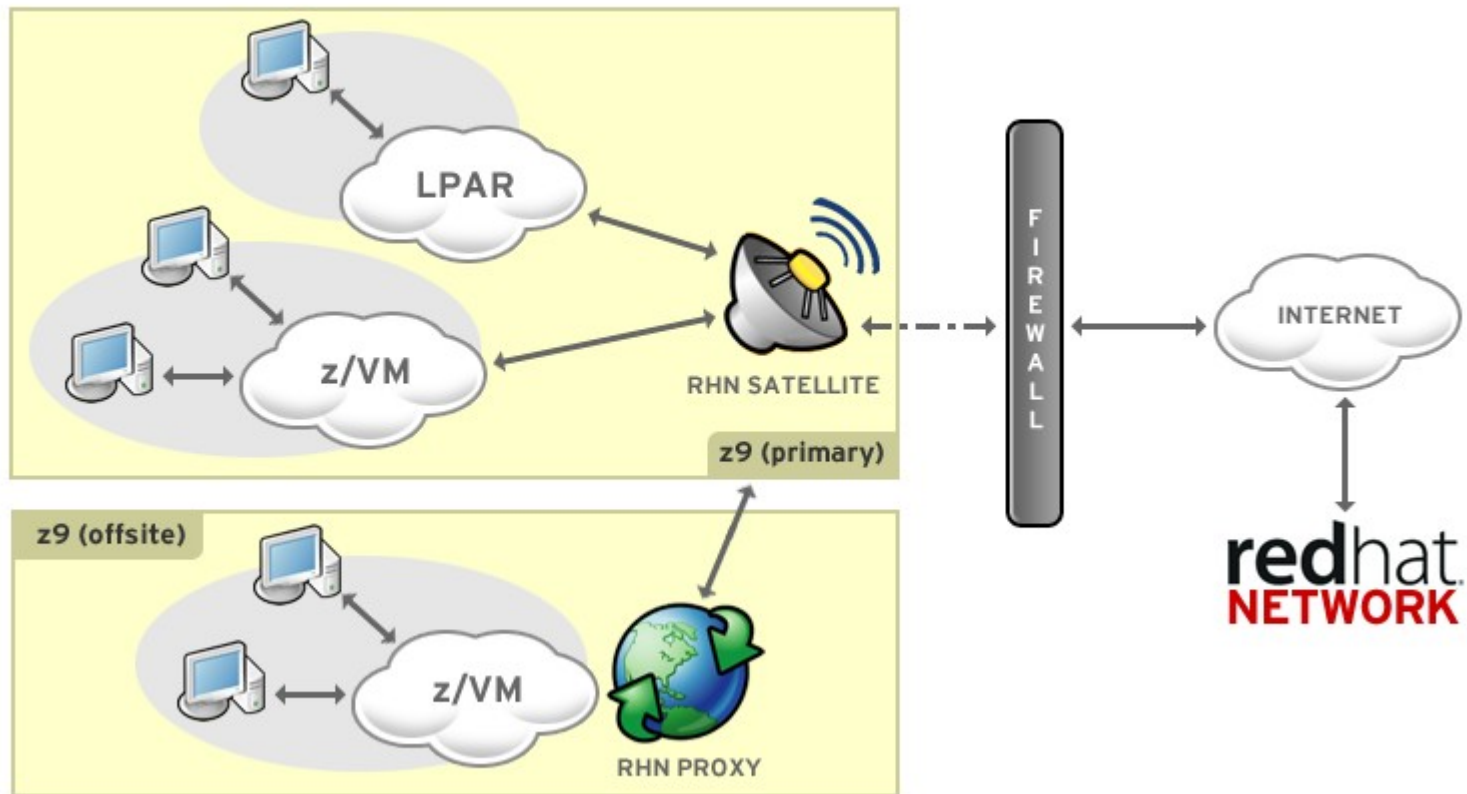 LPAR
z/VM
RHN SATELLITE
z9 (primary)
FIREWALL
INTERNET
redhat.
NETWORK
z9 (offsite)
z/VM
RHN PROXY